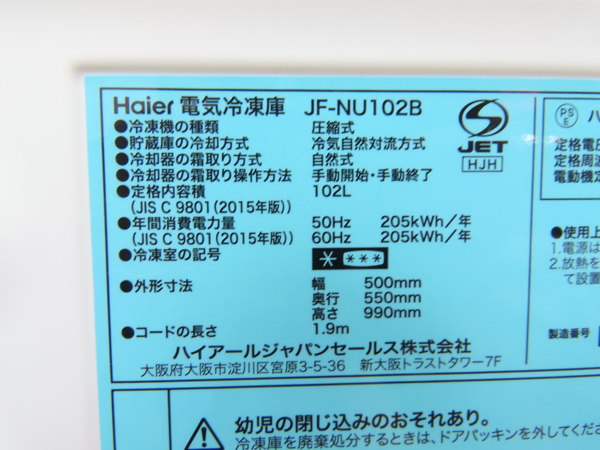 Haier 電気冷凍庫 JF-NU102B
●冷凍機の種類 圧縮式
●貯蔵庫の冷却方式 冷気自然対流方式
●冷却器の霜取り方式 自然式
●冷却器の霜取り操作方法 手動開始・手動終了
●定格内容積 102L
(JIS C 9801(2015年版))
●年間消費電力量 50Hz 205kWh/年
(JIS C 9801(2015年版)) 60Hz 205kWh/年
●冷凍室の記号 * ***
●外形寸法 幅 500mm
奥行 550mm
高さ 990mm
●コードの長さ 1.9m
ハイアールジャパンセールス株式会社
大阪府大阪市淀川区宮原3-5-36 新大阪トラストタワー7F
S JET
HJH
PS E ハ
定格電圧
定格周波
電動機定
●使用上
1.電源は
2.放熱を
て設置
製造番号
幼児の閉じ込めのおそれあり。
冷凍庫を廃棄処分するときは、ドアパッキンを外してくださ